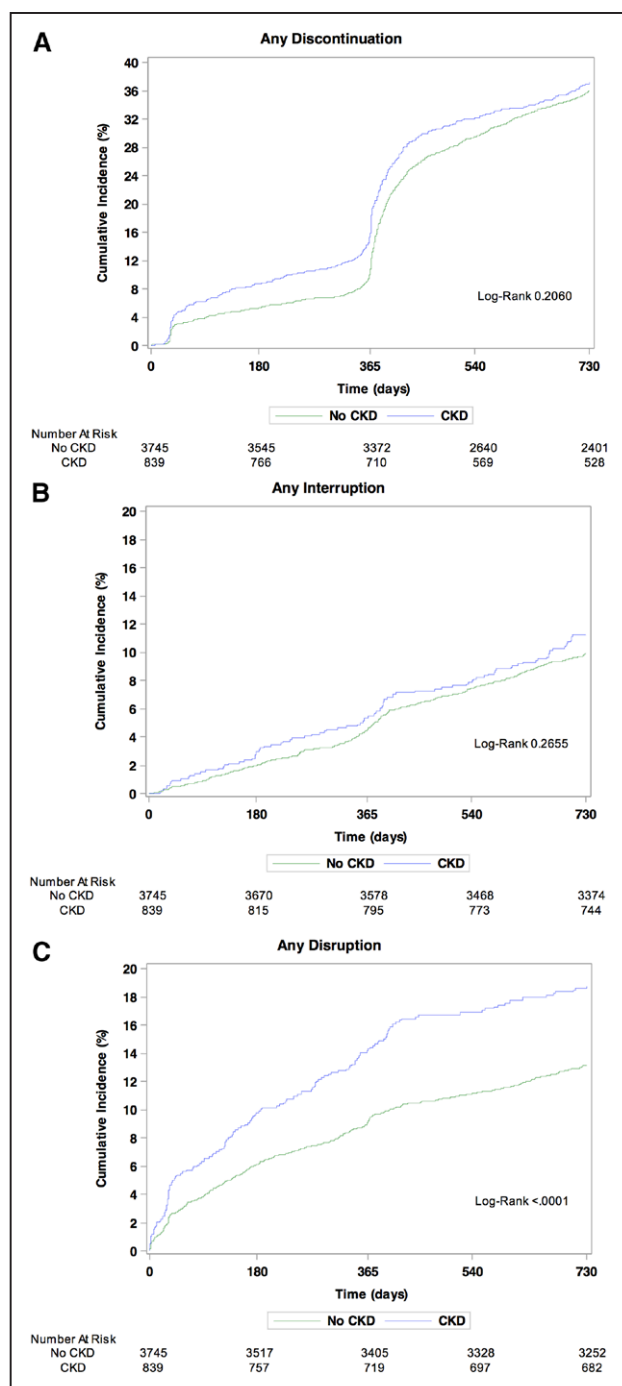 A
Any Discontinuation
40
36
32
28
24
20
16
12
8
4
0
Cumulative Incidence (%)
Log-Rank 0.2060
0 180 365 540 730
Time (days)
No CKD CKD
Number At Risk
No CKD 3745 3545 3372 2640 2401
CKD 839 766 710 569 528
B
Any Interruption
20
18
16
14
12
10
8
6
4
2
0
Cumulative Incidence (%)
Log-Rank 0.2655
0 180 365 540 730
Time (days)
No CKD CKD
Number At Risk
No CKD 3745 3670 3578 3468 3374
CKD 839 815 795 773 744
C
Any Disruption
20
18
16
14
12
10
8
6
4
2
0
Cumulative Incidence (%)
Log-Rank <.0001
0 180 365 540 730
Time (days)
No CKD CKD
Number At Risk
No CKD 3745 3517 3405 3328 3252
CKD 839 757 719 697 682